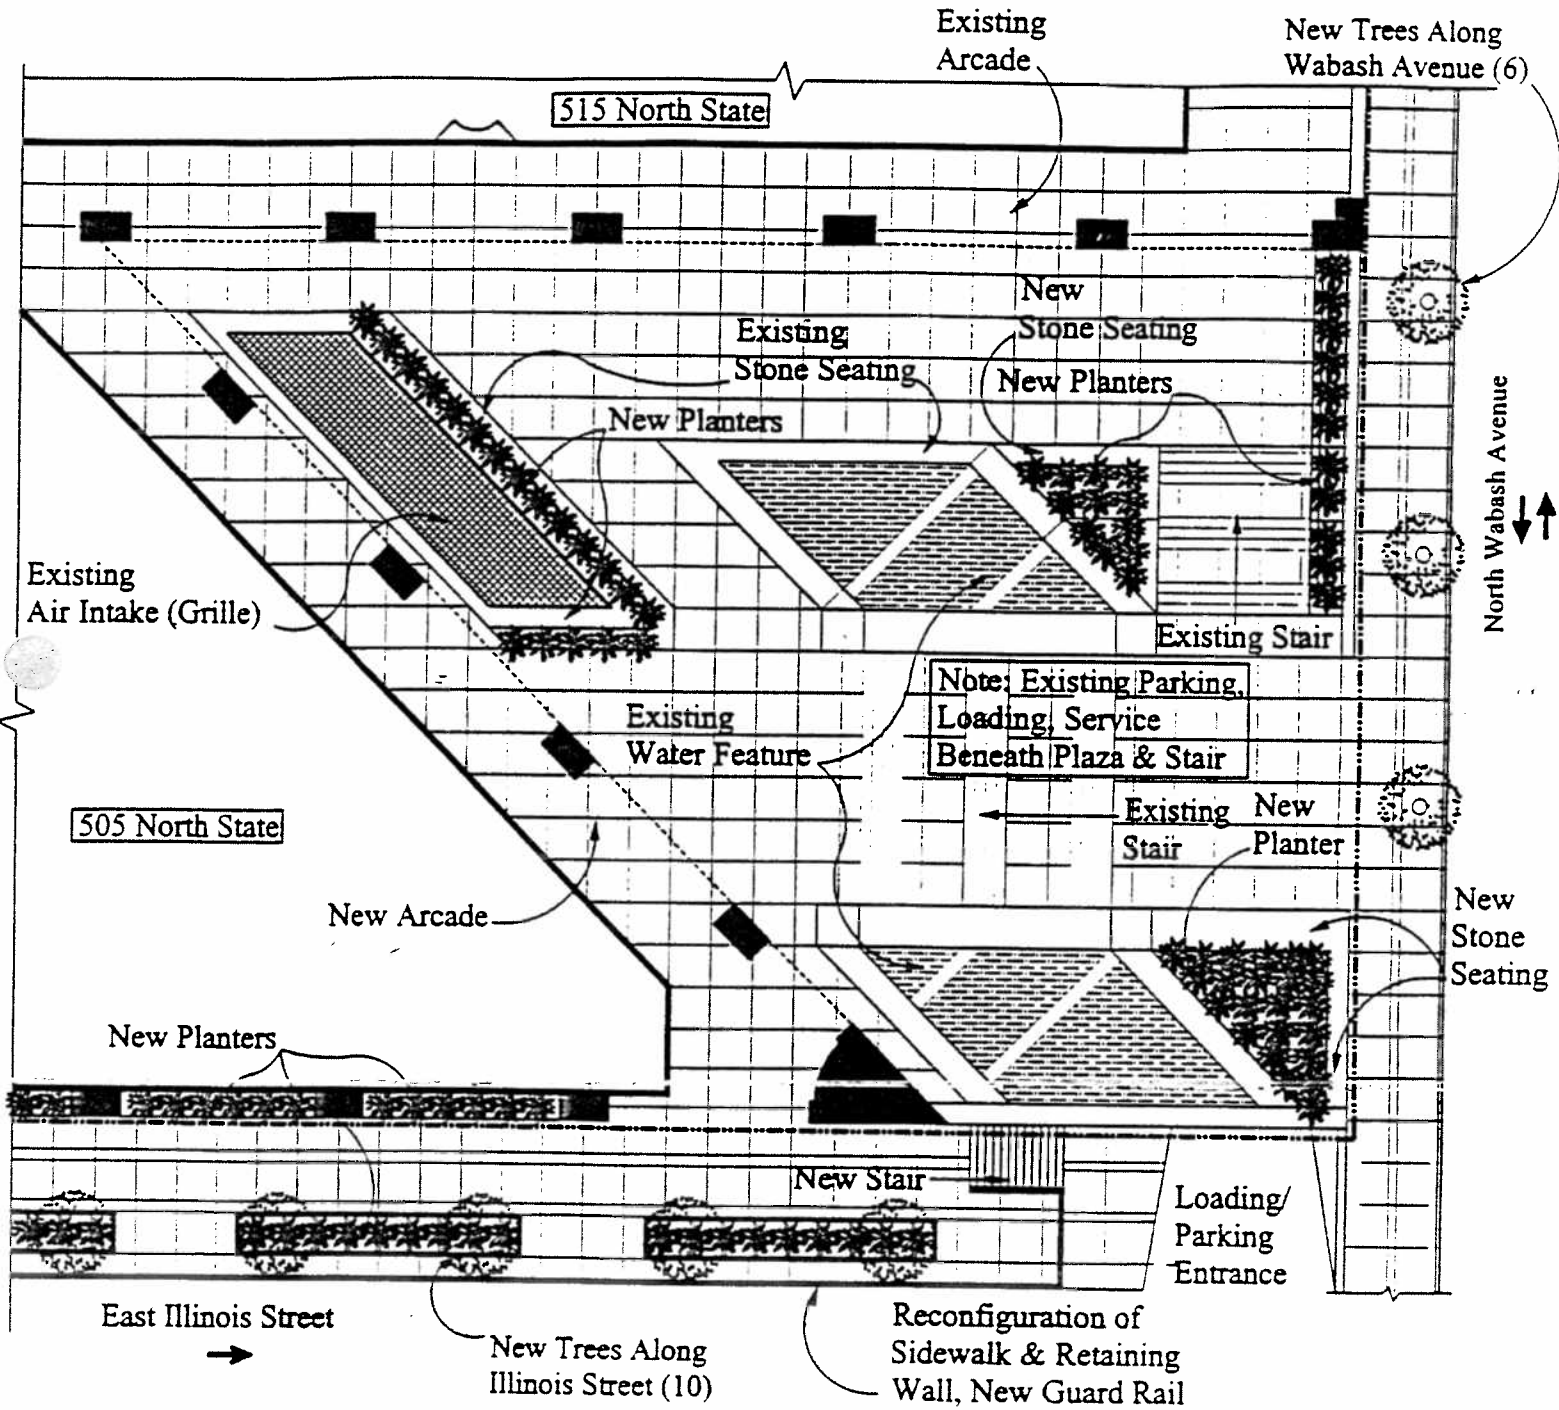 Existing
Arcade
New Trees Along
Wabash Avenue (6)
515 North State
New
Stone Seating
Existing
Stone Seating
New Planters
New Planters
North Wabash Avenue
Existing
Air Intake (Grille)
Existing Stair
Note: Existing Parking,
Loading, Service
Beneath Plaza & Stair
Existing
Water Feature
505 North State
Existing
Stair
New
Planter
New Arcade
New
Stone
Seating
New Planters
New Stair
Loading/
Parking
Entrance
East Illinois Street
New Trees Along
Illinois Street (10)
Reconfiguration of
Sidewalk & Retaining
Wall, New Guard Rail